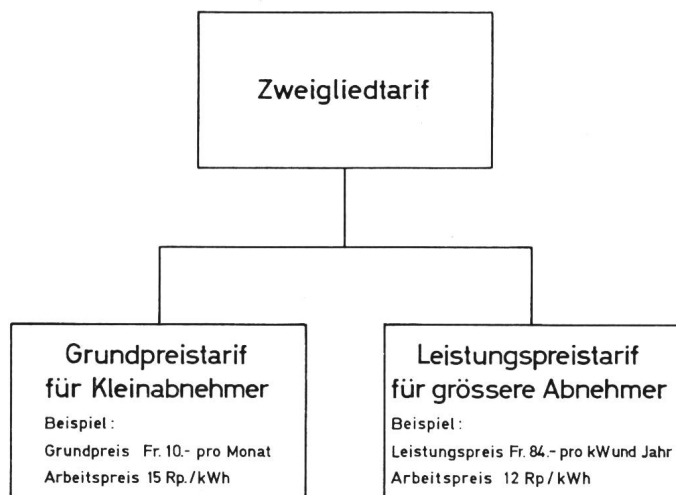 Zweigliedtarif
Grundpreistarif
für Kleinabnehmer
Beispiel:
Grundpreis Fr. 10.- pro Monat
Arbeitspreis 15 Rp./kWh
Leistungspreistarif
für grössere Abnehmer
Beispiel:
Leistungspreis Fr. 84.- pro kW und Jahr
Arbeitspreis 12 Rp/kWh